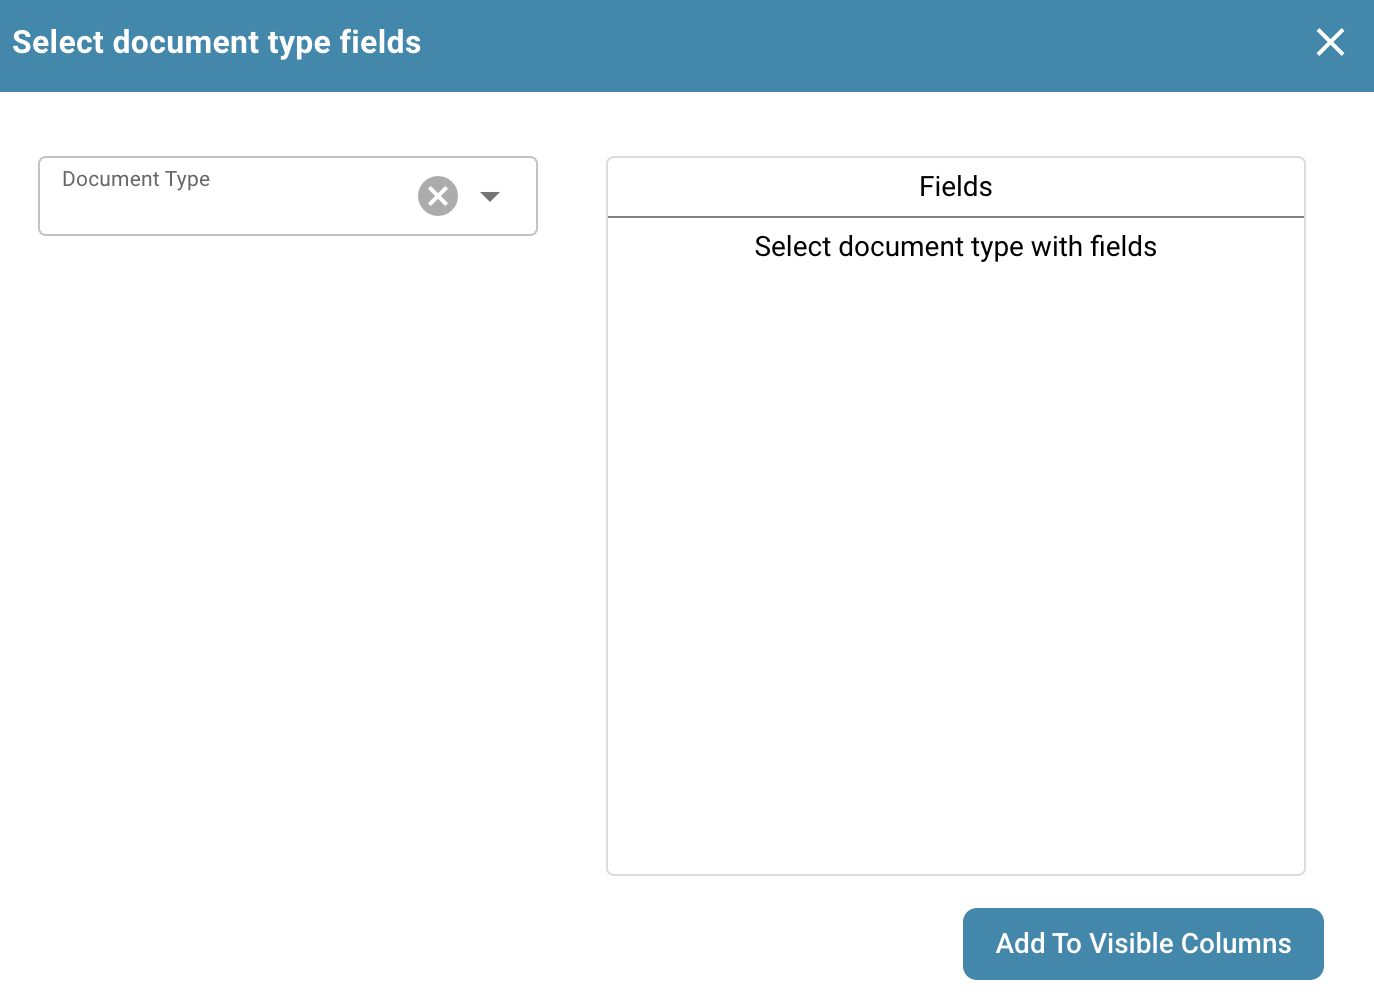 Select document type fields
Document Type
Fields
Select document type with fields
Add To Visible Columns